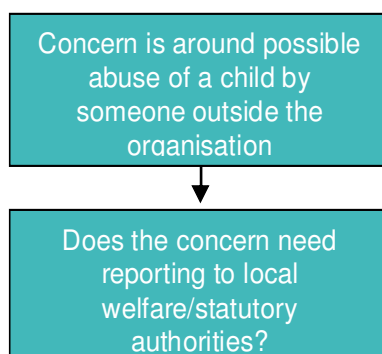 Concern is around possible
abuse of a child by
someone outside the
organisation
Does the concern need
reporting to local
welfare/statutory
authorities?